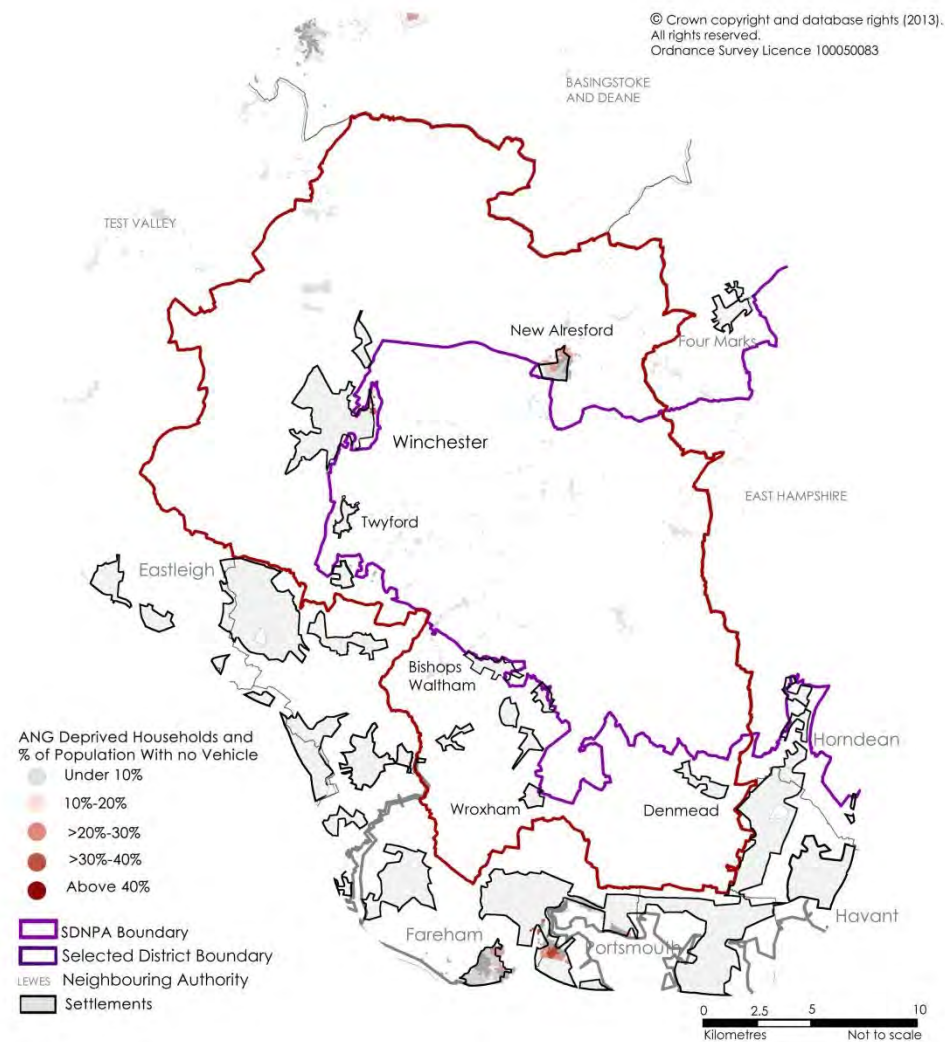 © Crown copyright and database rights (2013).
All rights reserved.
Ordnance Survey Licence 100050083
BASINGSTOKE
AND DEANE
TEST VALLEY
New Alresford
Four Marks
Winchester
EAST HAMPSHIRE
Twyford
Eastleigh
Bishops
Waltham
Horndean
Wroxham
Denmead
Havant
Fareham
Portsmouth
ANG Deprived Households and
% of Population With no Vehicle
Under 10%
10%-20%
>20%-30%
>30%-40%
Above 40%
SDNPA Boundary
Selected District Boundary
LEWES Neighbouring Authority
Settlements
0 2.5 5 10
Kilometres Not to scale